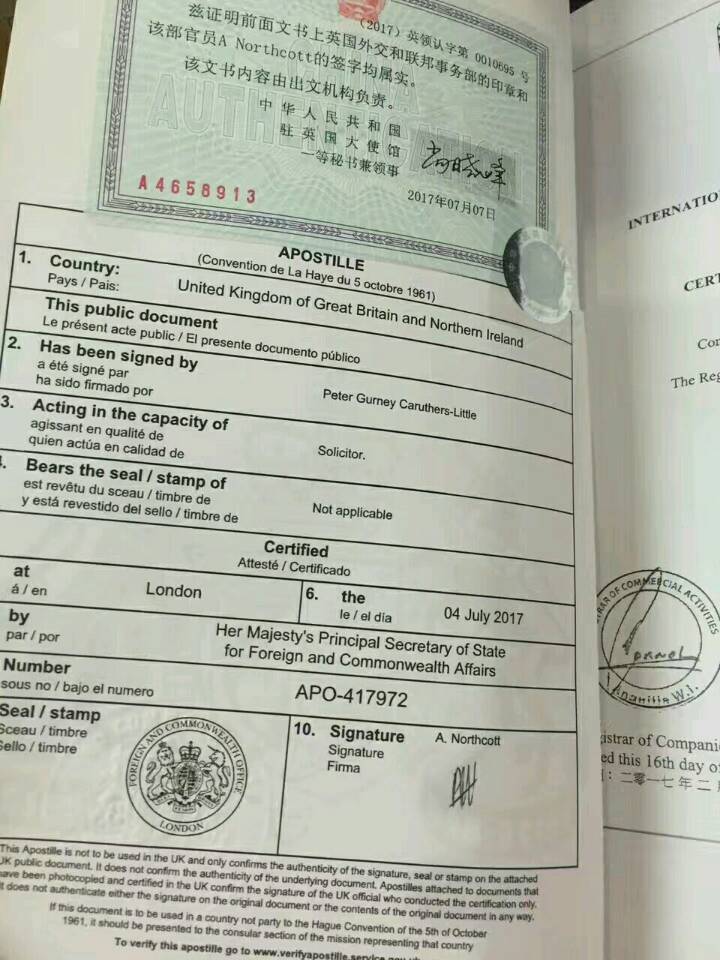 (2017) 英领认字第 0010695 号
兹证明前面文书上英国外交和联邦事务部的印章和
该部官员A Northcott的签字均属实。
该文书内容由出文机构负责。
中华人民共和国
驻英国大使馆
一等秘书兼领事
2017年07月07日
A4658913
APOSTILLE
(Convention de La Haye du 5 octobre 1961)
1. Country: United Kingdom of Great Britain and Northern Ireland
Pays / Pais:
This public document
Le présent acte public / El presente documento público
2. Has been signed by
a été signé par
ha sido firmado por
Peter Gurney Caruthers-Little
3. Acting in the capacity of
agissant en qualité de
quien actúa en calidad de
Solicitor.
Bears the seal / stamp of
est revêtu du sceau / timbre de
y está revestido del sello / timbre de
Not applicable
Certified
Attesté / Certificado
at
á / en
London
6. the
le / el día
04 July 2017
by
par / por
Her Majesty's Principal Secretary of State
for Foreign and Commonwealth Affairs
Number
sous no / bajo el numero
APO-417972
Seal / stamp
Sceau / timbre
Sello / timbre
FOREIGN AND COMMONWEALTH OFFICE
LONDON
10. Signature
Signature
Firma
A. Northcott
This Apostille is not to be used in the UK and only confirms the authenticity of the signature, seal or stamp on the attached
UK public document. It does not confirm the authenticity of the underlying document. Apostilles attached to documents that
have been photocopied and certified in the UK confirm the signature of the UK official who conducted the certification only.
It does not authenticate either the signature on the original document or the contents of the original document in any way.
If this document is to be used in a country not party to the Hague Convention of the 5th of October
1961, it should be presented to the consular section of the mission representing that country
To verify this apostille go to www.verifyapostille.service.gov
INTERNATIO
CERT
Cor
The Reg
RAR OF COMMERCIAL ACTIVITIES
istrar of Compani
ed this 16th day of
二零一七年二月